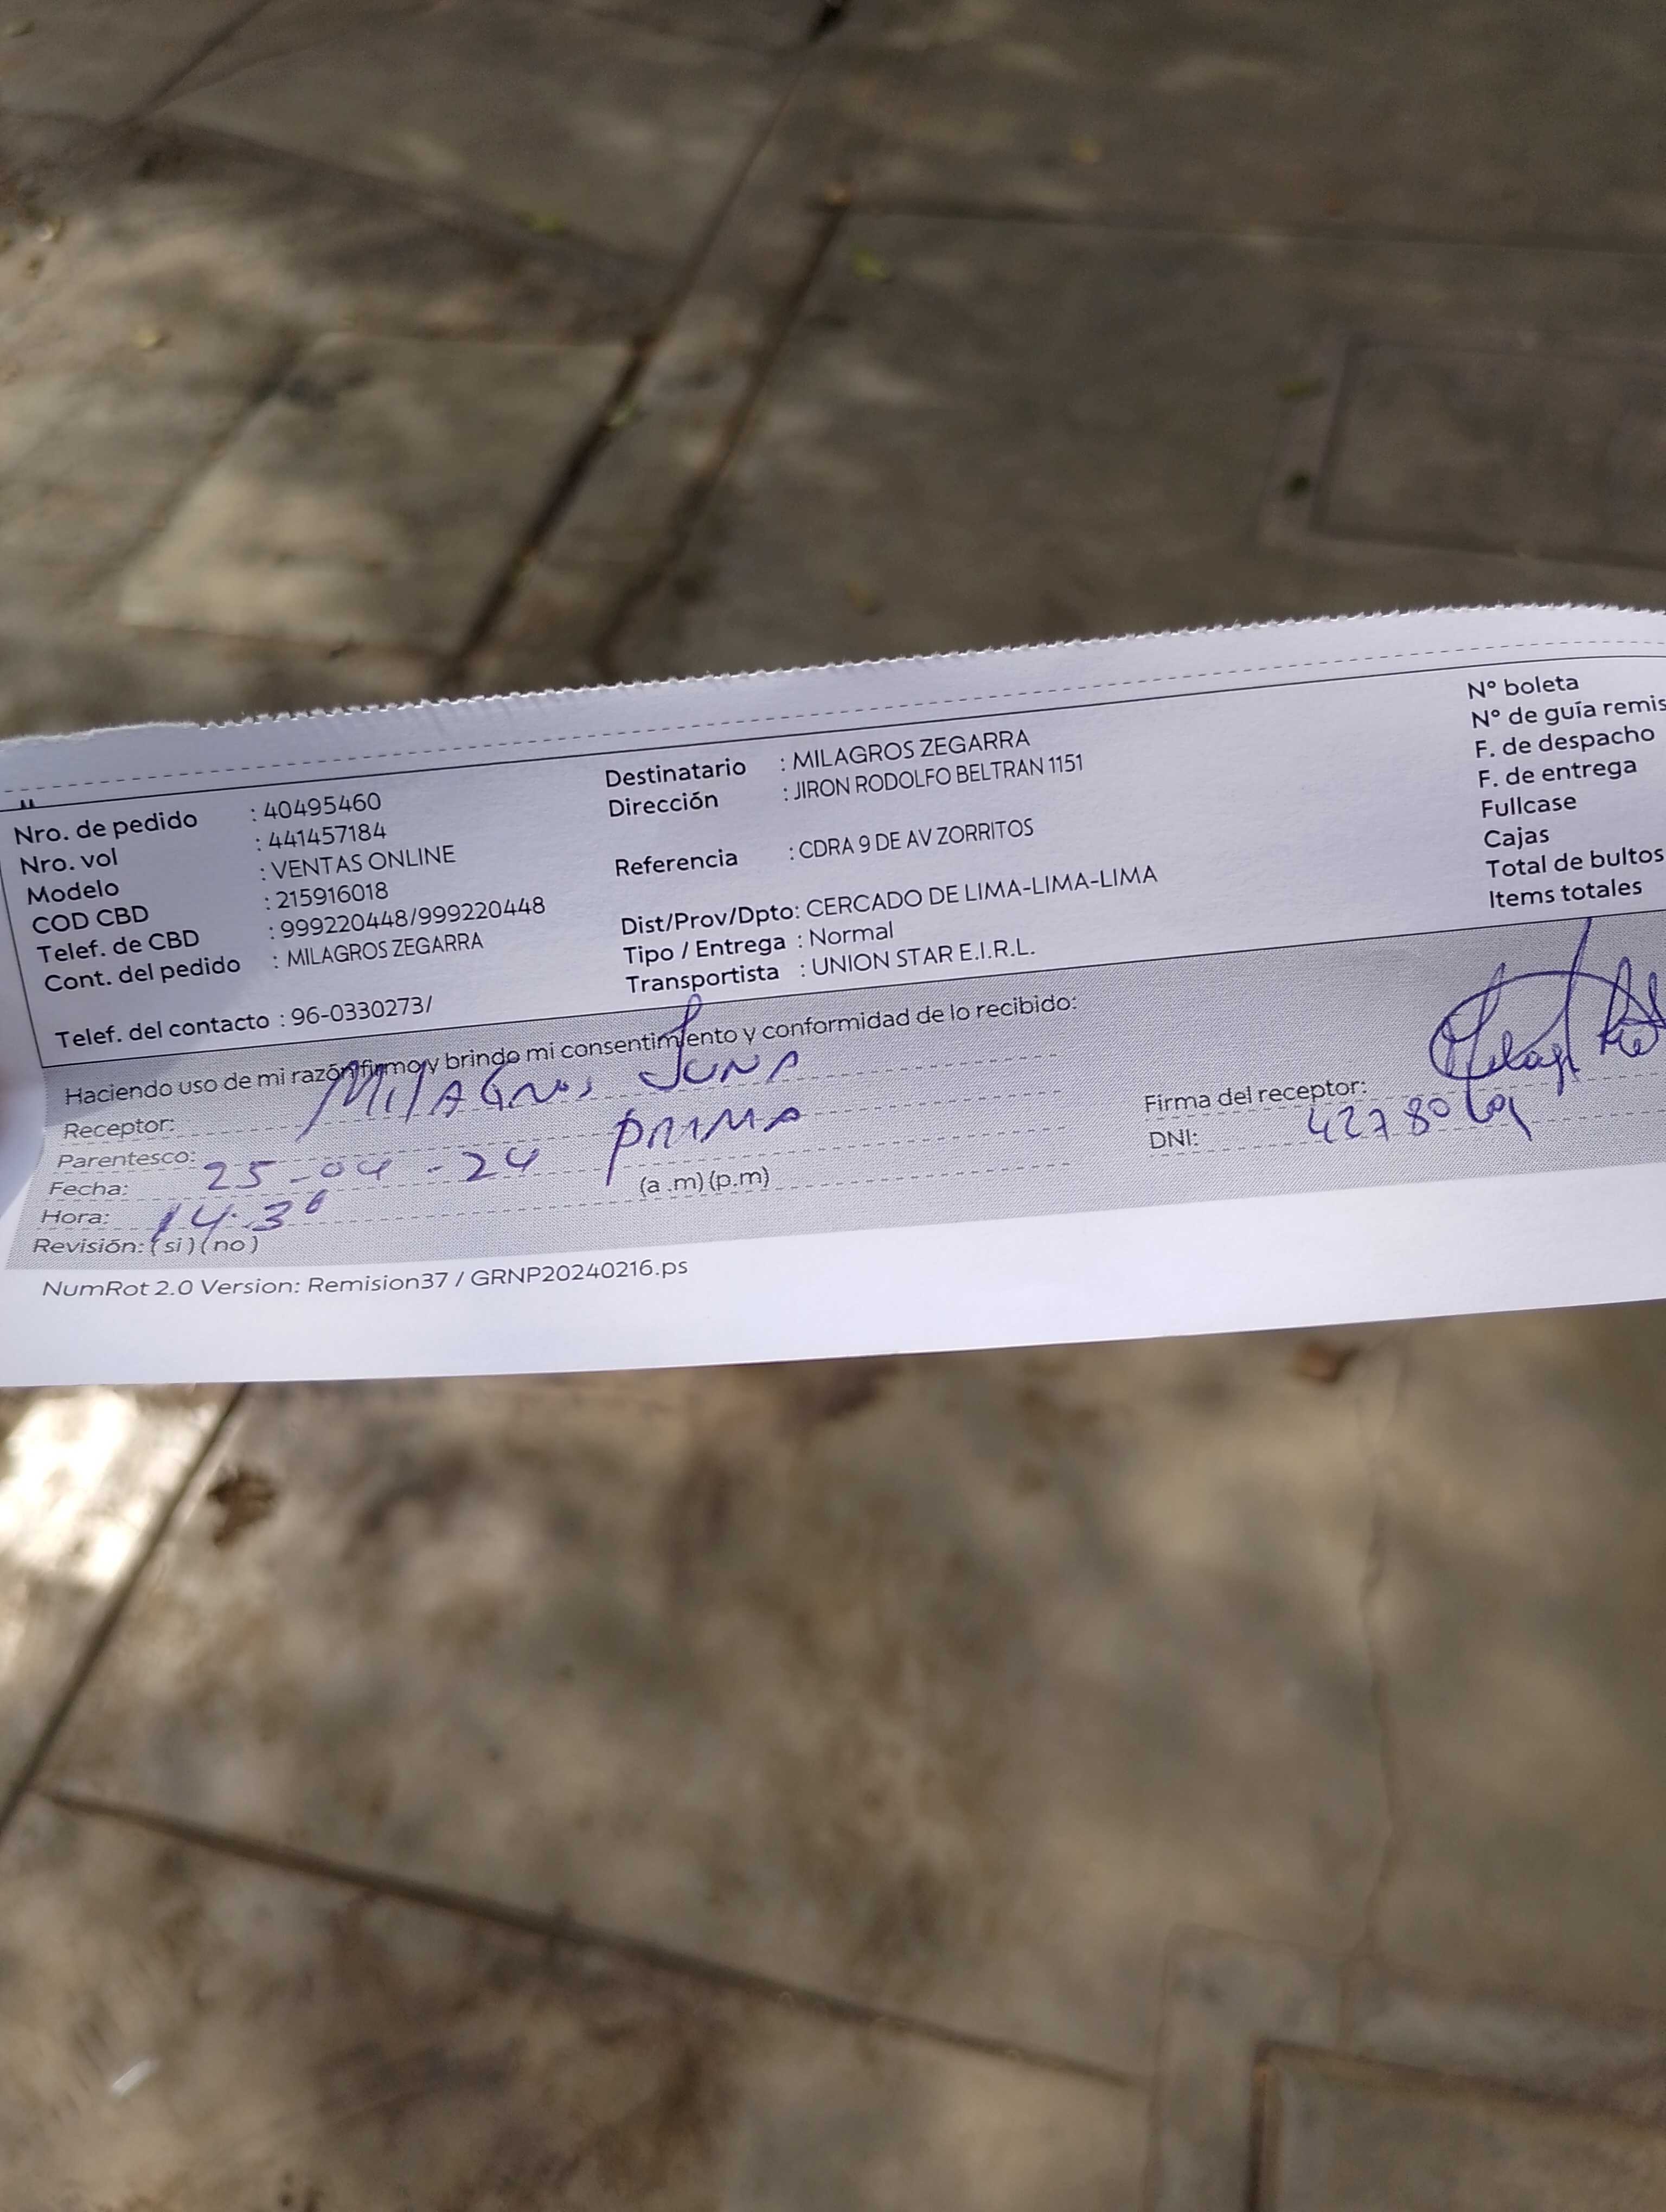 Nro. de pedido : 40495460
Nro. vol : 441457184
Modelo : VENTAS ONLINE
COD CBD : 215916018
Telef. de CBD : 999220448/999220448
Cont. del pedido : MILAGROS ZEGARRA
Telef. del contacto : 96-0330273/
Destinatario : MILAGROS ZEGARRA
Dirección : JIRON RODOLFO BELTRAN 1151
Referencia : CDRA 9 DE AV ZORRITOS
Dist/Prov/Dpto: CERCADO DE LIMA-LIMA-LIMA
Tipo / Entrega : Normal
Transportista : UNION STAR E.I.R.L.
N° boleta
N° de guía remis
F. de despacho
F. de entrega
Fullcase
Cajas
Total de bultos
Items totales
Haciendo uso de mi razón firmo y brindo mi consentimiento y conformidad de lo recibido:
Receptor: MILAGROS LUNA
Parentesco: PRIMA
Fecha: 25-04-24
Hora: 14:36 (a .m) (p.m)
Revisión: ( si ) ( no )
Firma del receptor:
DNI: 42780
NumRot 2.0 Version: Remision37 / GRNP20240216.ps